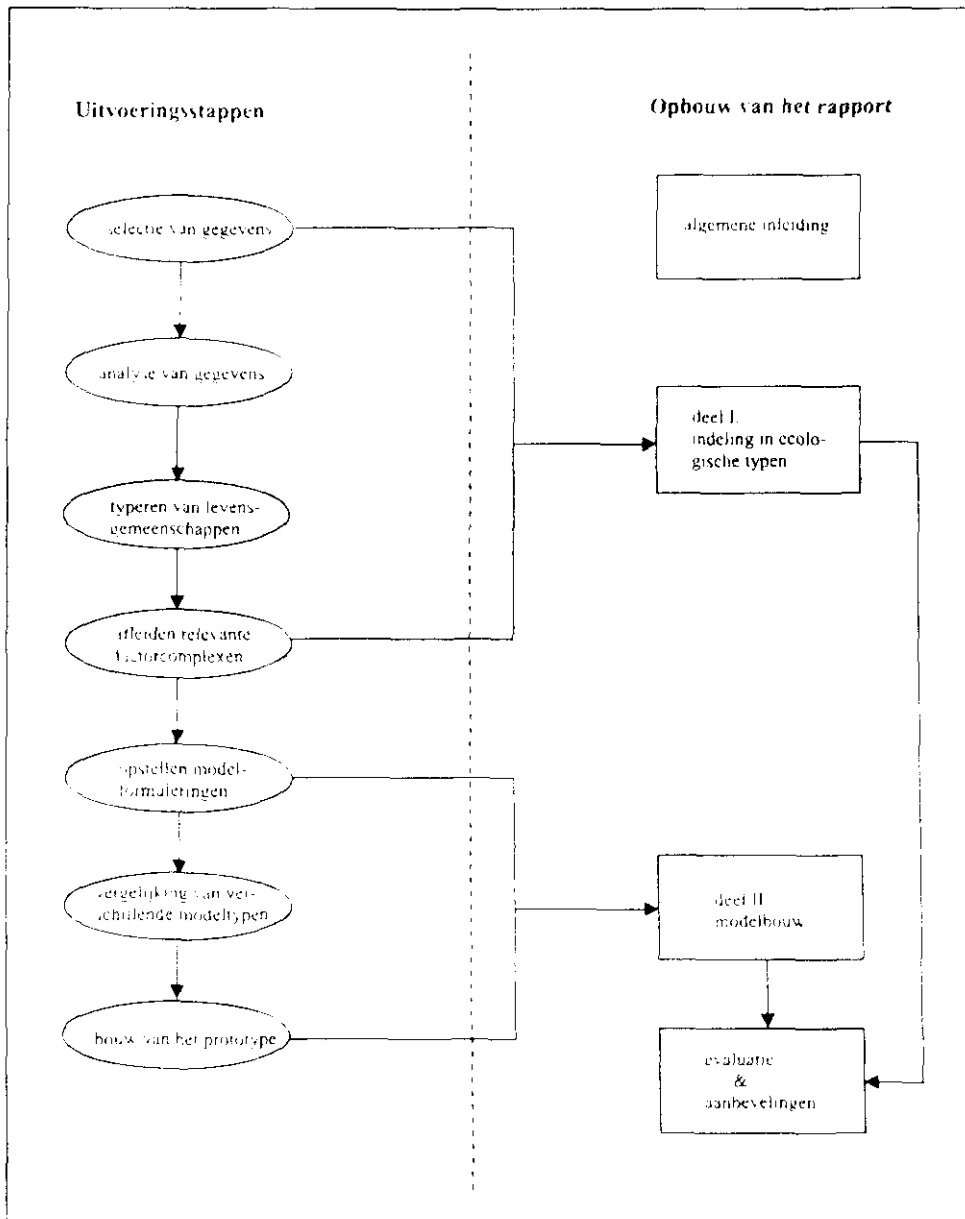 Uitvoeringsstappen
selectie van gegevens
analyse van gegevens
typeren van levens-
gemeenschappen
afleiden relevante
factorcomplexen
opstellen model-
formuleringen
vergelijking van ver-
schillende modeltypen
bouw van het prototype
Opbouw van het rapport
algemene inleiding
deel I.
indeling in ecolo-
gische typen
deel II
modelbouw
evaluatie
&
aanbevelingen